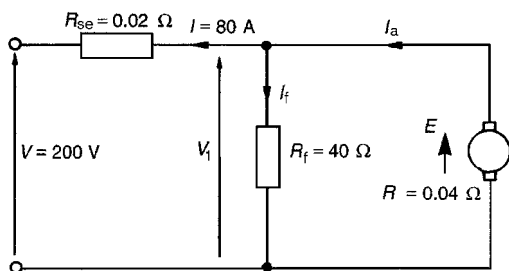 R_se = 0.02 Ω
I = 80 A
I_a
I_f
E
V = 200 V
V_1
R_f = 40 Ω
R = 0.04 Ω